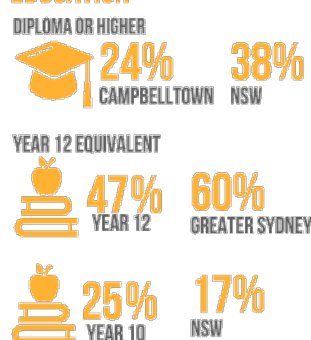 EDUCATION
DIPLOMA OR HIGHER
24% 38%
CAMPBELLTOWN NSW
YEAR 12 EQUIVALENT
47% 60%
YEAR 12 GREATER SYDNEY
25% 17%
YEAR 10 NSW